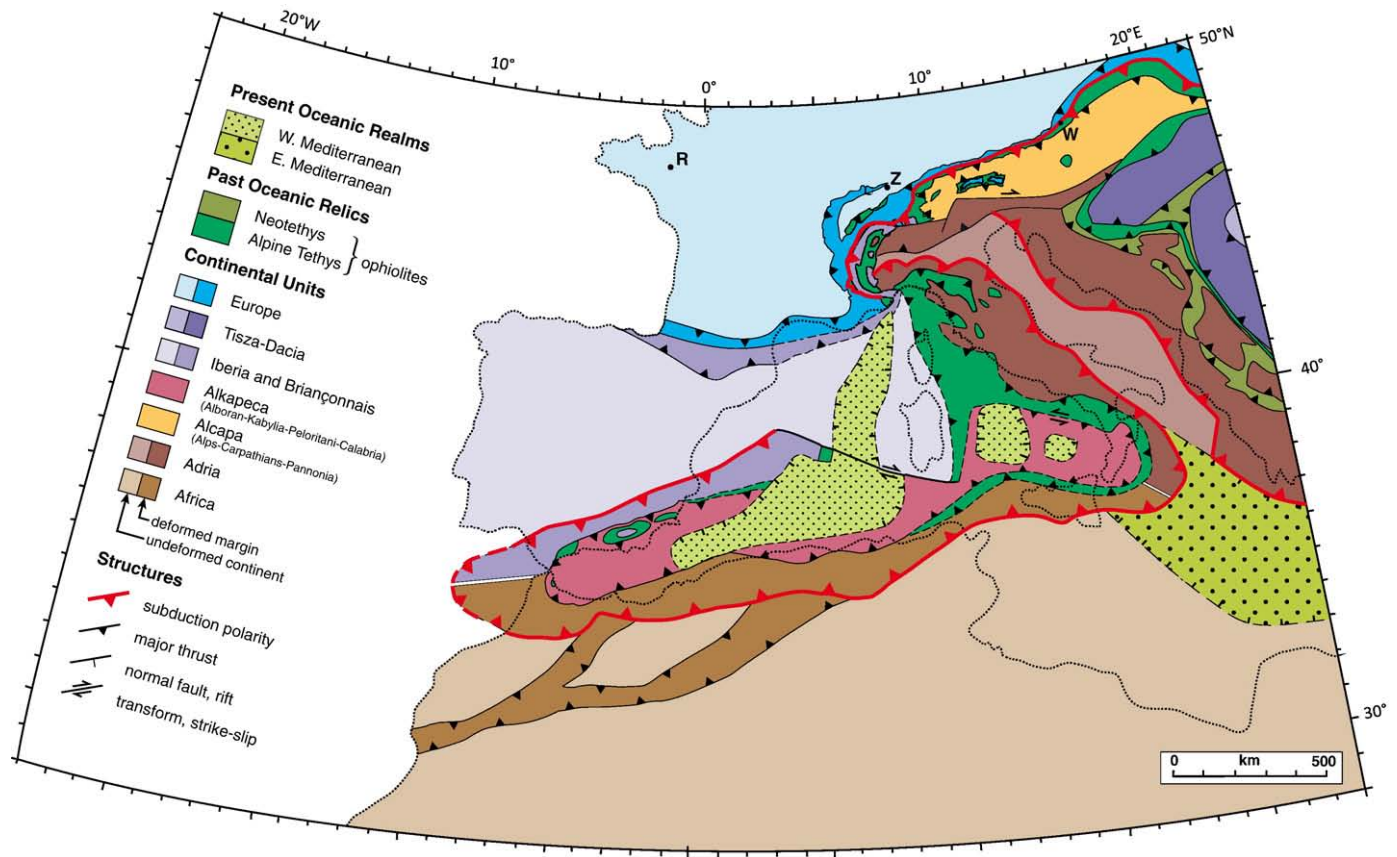 20°W
10°
0°
10°
20°E
50°N
40°
30°
Present Oceanic Realms
W. Mediterranean
E. Mediterranean
Past Oceanic Relics
Neotethys
Alpine Tethys
ophiolites
Continental Units
Europe
Tisza-Dacia
Iberia and Briançonnais
Alkapeca
(Alboran-Kabylia-Peloritani-Calabria)
Alcapa
(Alps-Carpathians-Pannonia)
Adria
Africa
deformed margin
undeformed continent
Structures
subduction polarity
major thrust
normal fault, rift
transform, strike-slip
R
Z
W
0 km 500